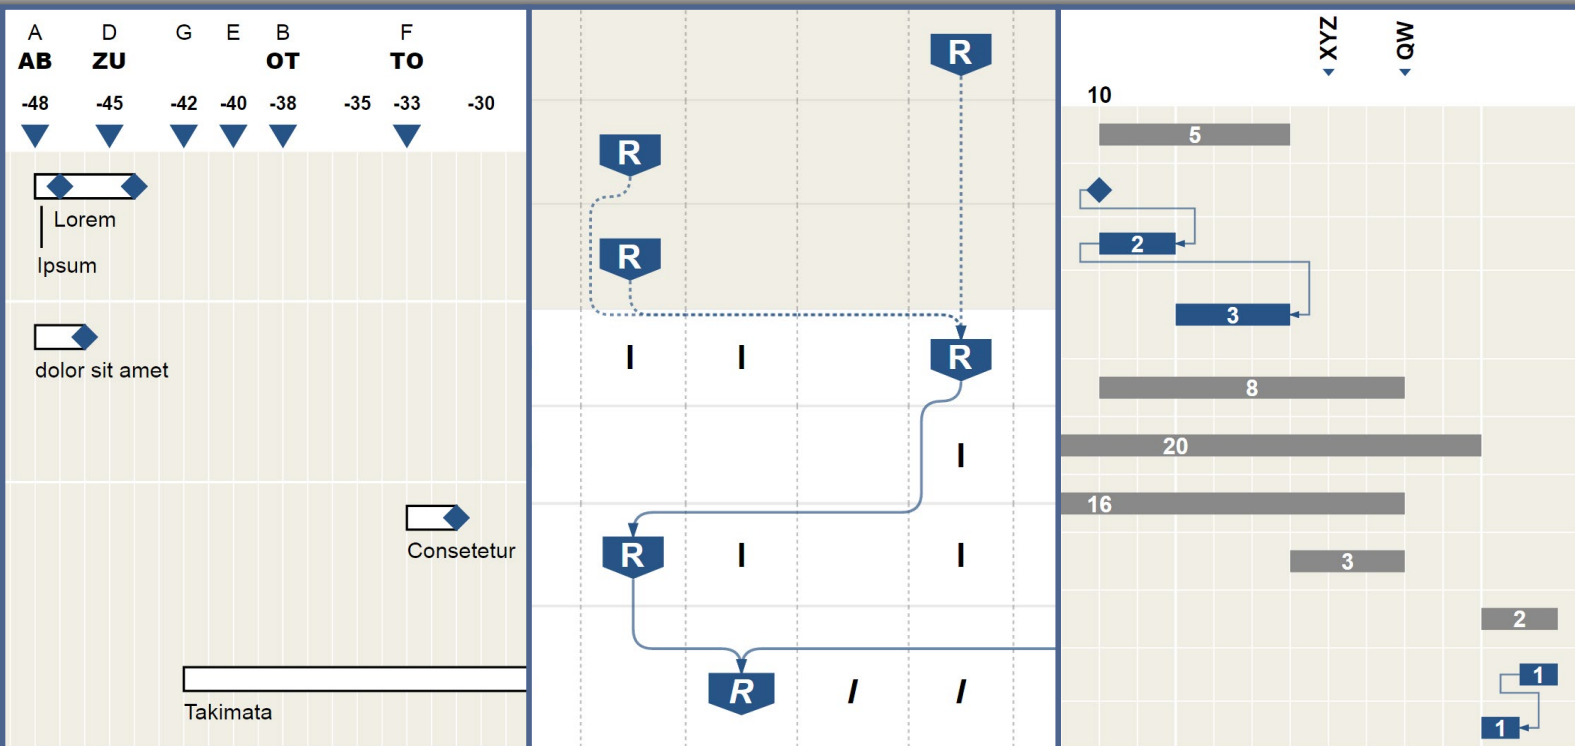 A D G E B F
AB ZU OT TO
-48 -45 -42 -40 -38 -35 -33 -30
Lorem
Ipsum
dolor sit amet
Consetetur
Takimata
R
R
R
I I R
I
R I I
R I I
XYZ QW
10
5
2
3
8
20
16
3
2
1
1